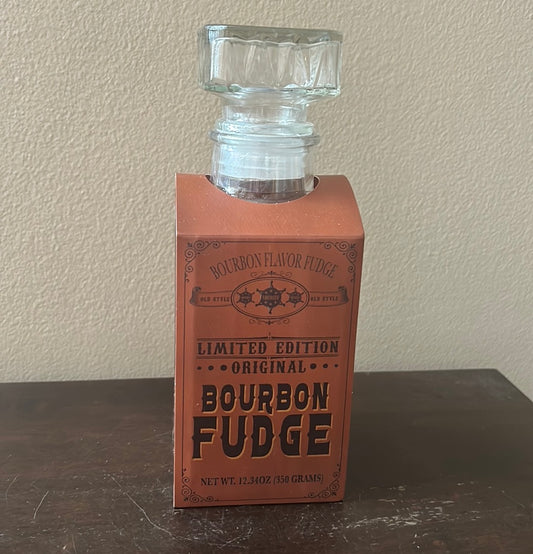 BOURBON FLAVOR FUDGE
OLD STYLE OLD STYLE
LIMITED EDITION
ORIGINAL
BOURBON
FUDGE
NET WT. 12.34OZ (350 GRAMS)